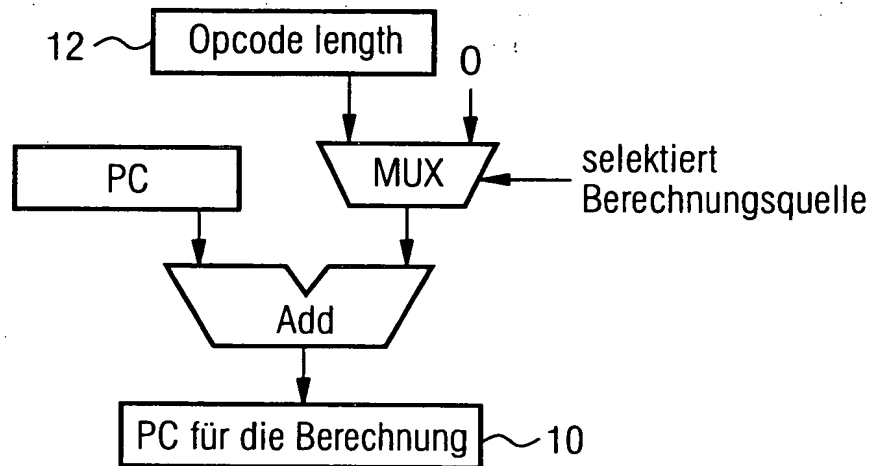 12
Opcode length
0
PC
MUX
selektiert
Berechnungsquelle
Add
PC für die Berechnung
10